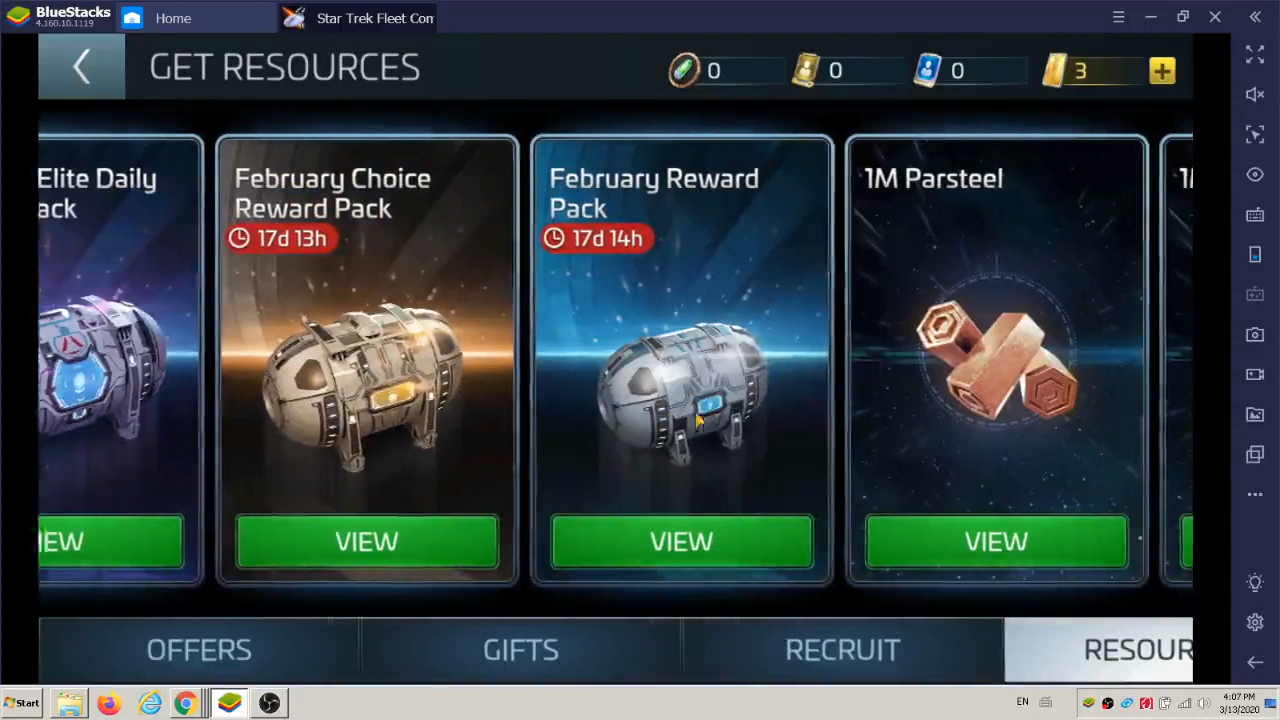 BlueStacks
4.160.10.1119
Home
Star Trek Fleet Con
GET RESOURCES
0
0
0
3
Elite Daily
ack
February Choice
Reward Pack
17d 13h
February Reward
Pack
17d 14h
1M Parsteel
IEW
VIEW
VIEW
VIEW
OFFERS
GIFTS
RECRUIT
RESOUR
Start
EN
4:07 PM
3/13/2020